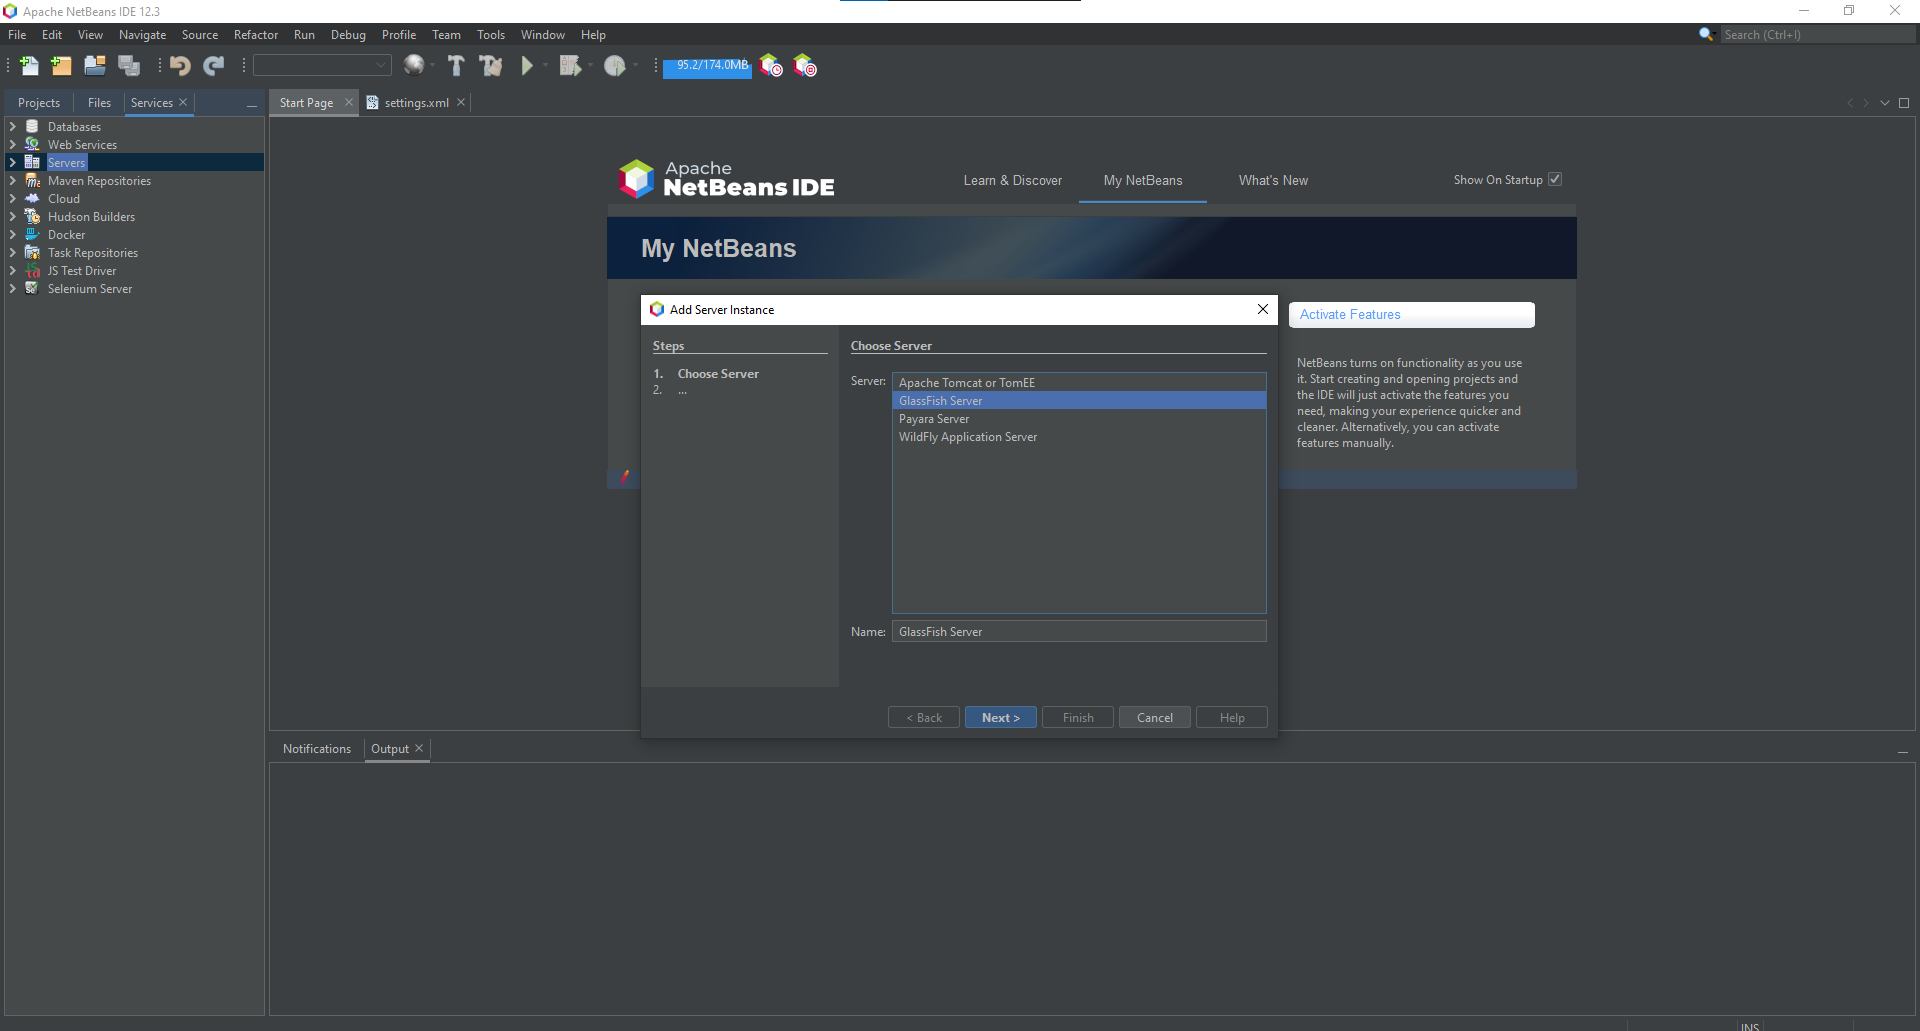 Apache NetBeans IDE 12.3
File Edit View Navigate Source Refactor Run Debug Profile Team Tools Window Help
Search (Ctrl+I)
95.2/174.0MB
Projects Files Services
Start Page settings.xml
Databases
Web Services
Servers
Maven Repositories
Cloud
Hudson Builders
Docker
Task Repositories
JS Test Driver
Selenium Server
Apache
NetBeans IDE
Learn & Discover My NetBeans What's New Show On Startup
My NetBeans
Add Server Instance
Steps
1. Choose Server
2. ...
Choose Server
Server:
Apache Tomcat or TomEE
GlassFish Server
Payara Server
WildFly Application Server
Name: GlassFish Server
< Back Next > Finish Cancel Help
Activate Features
NetBeans turns on functionality as you use
it. Start creating and opening projects and
the IDE will just activate the features you
need, making your experience quicker and
cleaner. Alternatively, you can activate
features manually.
Notifications Output
INS